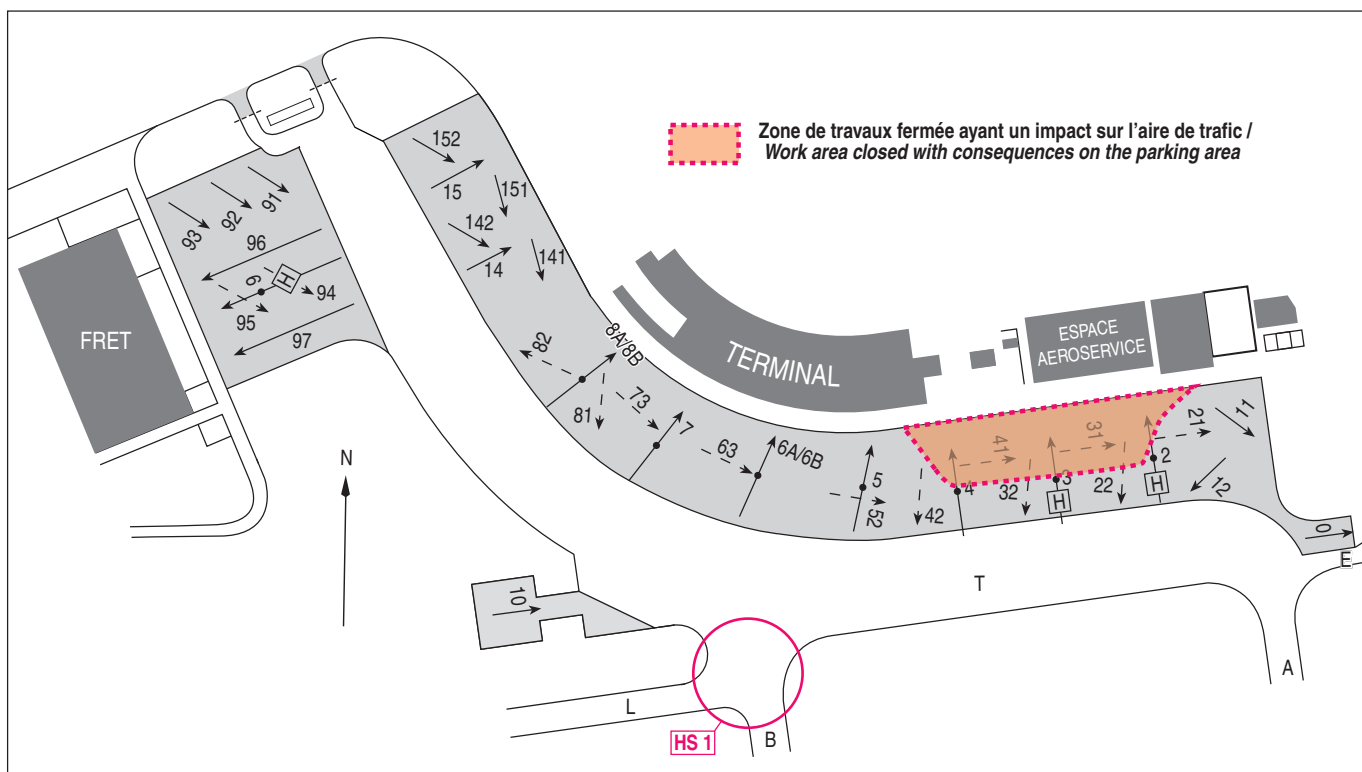 Zone de travaux fermée ayant un impact sur l'aire de trafic /
Work area closed with consequences on the parking area
152
15
151
142
14
141
91
92
93
96
9
H
94
95
97
FRET
82
8A/8B
81
73
7
63
6A/6B
5
52
TERMINAL
ESPACE
AEROSERVICE
41
31
21
11
42
4
32
3
H
22
2
H
12
0
E
N
10
T
L
B
A
HS 1